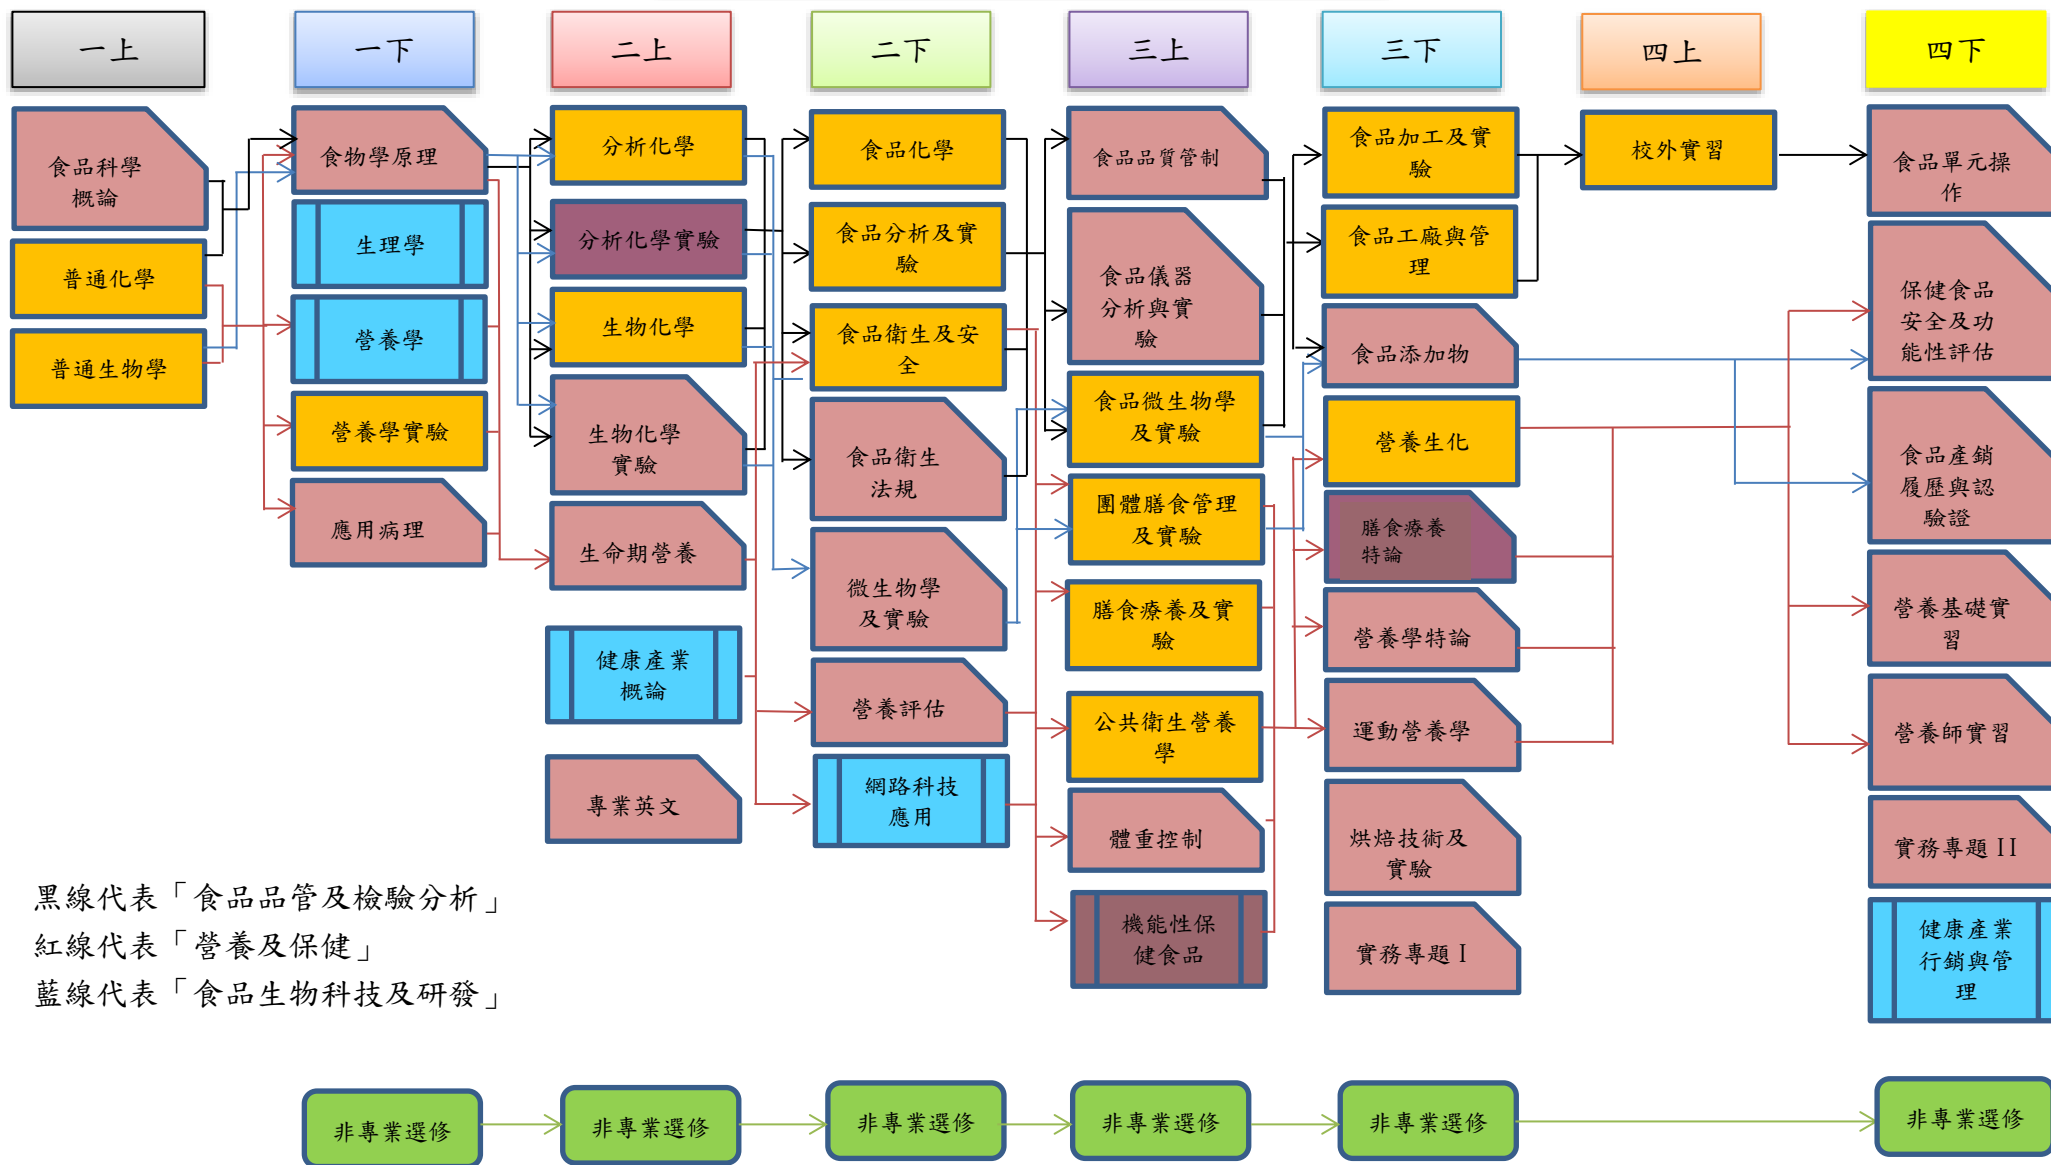 一上
一下
二上
二下
三上
三下
四上
四下
食品科學
概論
普通化學
普通生物學
食物學原理
生理學
營養學
營養學實驗
應用病理
分析化學
分析化學實驗
生物化學
生物化學
實驗
生命期營養
健康產業
概論
專業英文
食品化學
食品分析及實
驗
食品衛生及安
全
食品衛生
法規
微生物學
及實驗
營養評估
網路科技
應用
食品品質管制
食品儀器
分析與實
驗
食品微生物學
及實驗
團體膳食管理
及實驗
膳食療養及實
驗
公共衛生營養
學
體重控制
機能性保
健食品
食品加工及實
驗
食品工廠與管
理
食品添加物
營養生化
膳食療養
特論
營養學特論
運動營養學
烘焙技術及
實驗
實務專題 I
校外實習
食品單元操
作
保健食品
安全及功
能性評估
食品產銷
履歷與認
驗證
營養基礎實
習
營養師實習
實務專題 II
健康產業
行銷與管
理
黑線代表「食品品管及檢驗分析」
紅線代表「營養及保健」
藍線代表「食品生物科技及研發」
非專業選修
非專業選修
非專業選修
非專業選修
非專業選修
非專業選修